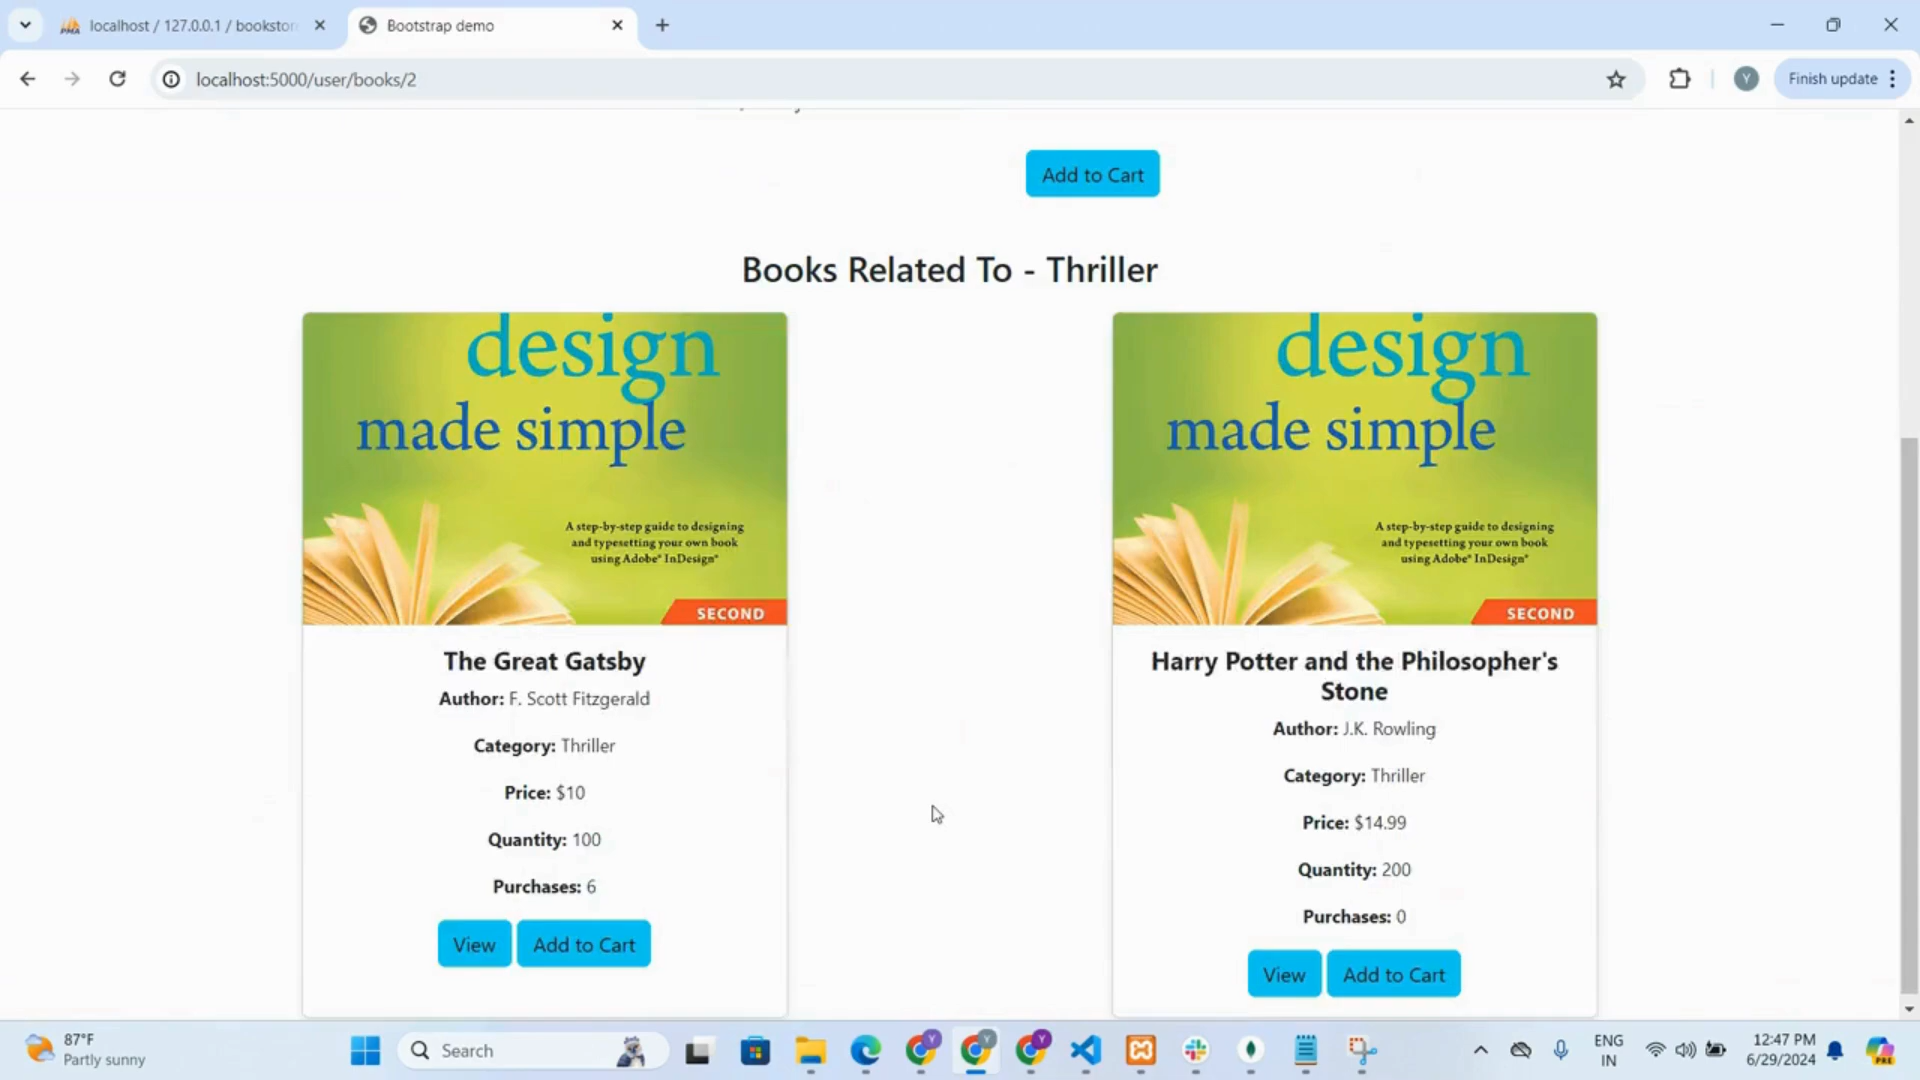 localhost / 127.0.0.1 / bookstor
Bootstrap demo
localhost:5000/user/books/2
Y
Finish update
Add to Cart
Books Related To - Thriller
design
made simple
A step-by-step guide to designing
and typesetting your own book
using Adobe® InDesign®
SECOND
The Great Gatsby
Author: F. Scott Fitzgerald
Category: Thriller
Price: $10
Quantity: 100
Purchases: 6
View
Add to Cart
design
made simple
A step-by-step guide to designing
and typesetting your own book
using Adobe® InDesign®
SECOND
Harry Potter and the Philosopher's
Stone
Author: J.K. Rowling
Category: Thriller
Price: $14.99
Quantity: 200
Purchases: 0
View
Add to Cart
87°F
Partly sunny
Search
ENG
IN
12:47 PM
6/29/2024
PRE